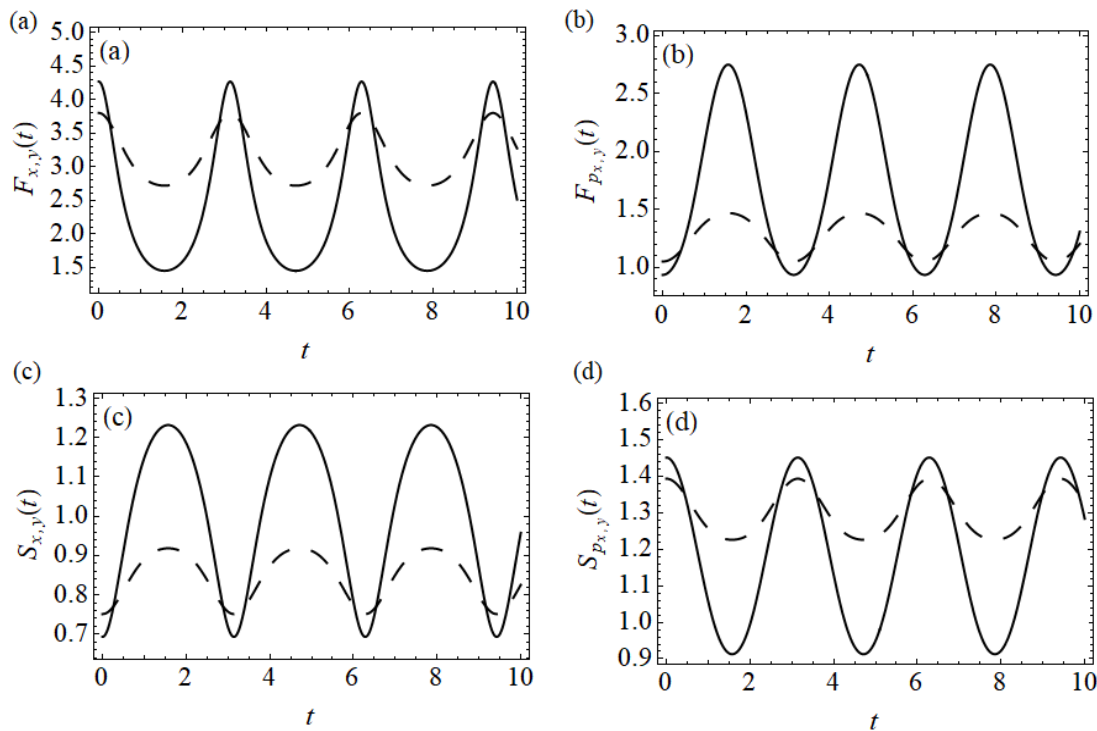 (a)
(b)
5.0
4.5
4.0
3.5
3.0
2.5
2.0
1.5
(a)
F_{x, y}(t)
0 2 4 6 8 10
t
3.0
2.5
2.0
1.5
1.0
(b)
F_{p_{x, y}}(t)
0 2 4 6 8 10
t
(c)
(d)
1.3
1.2
1.1
1.0
0.9
0.8
0.7
(c)
S_{x, y}(t)
0 2 4 6 8 10
t
1.6
1.5
1.4
1.3
1.2
1.1
1.0
0.9
(d)
S_{p_{x, y}}(t)
0 2 4 6 8 10
t